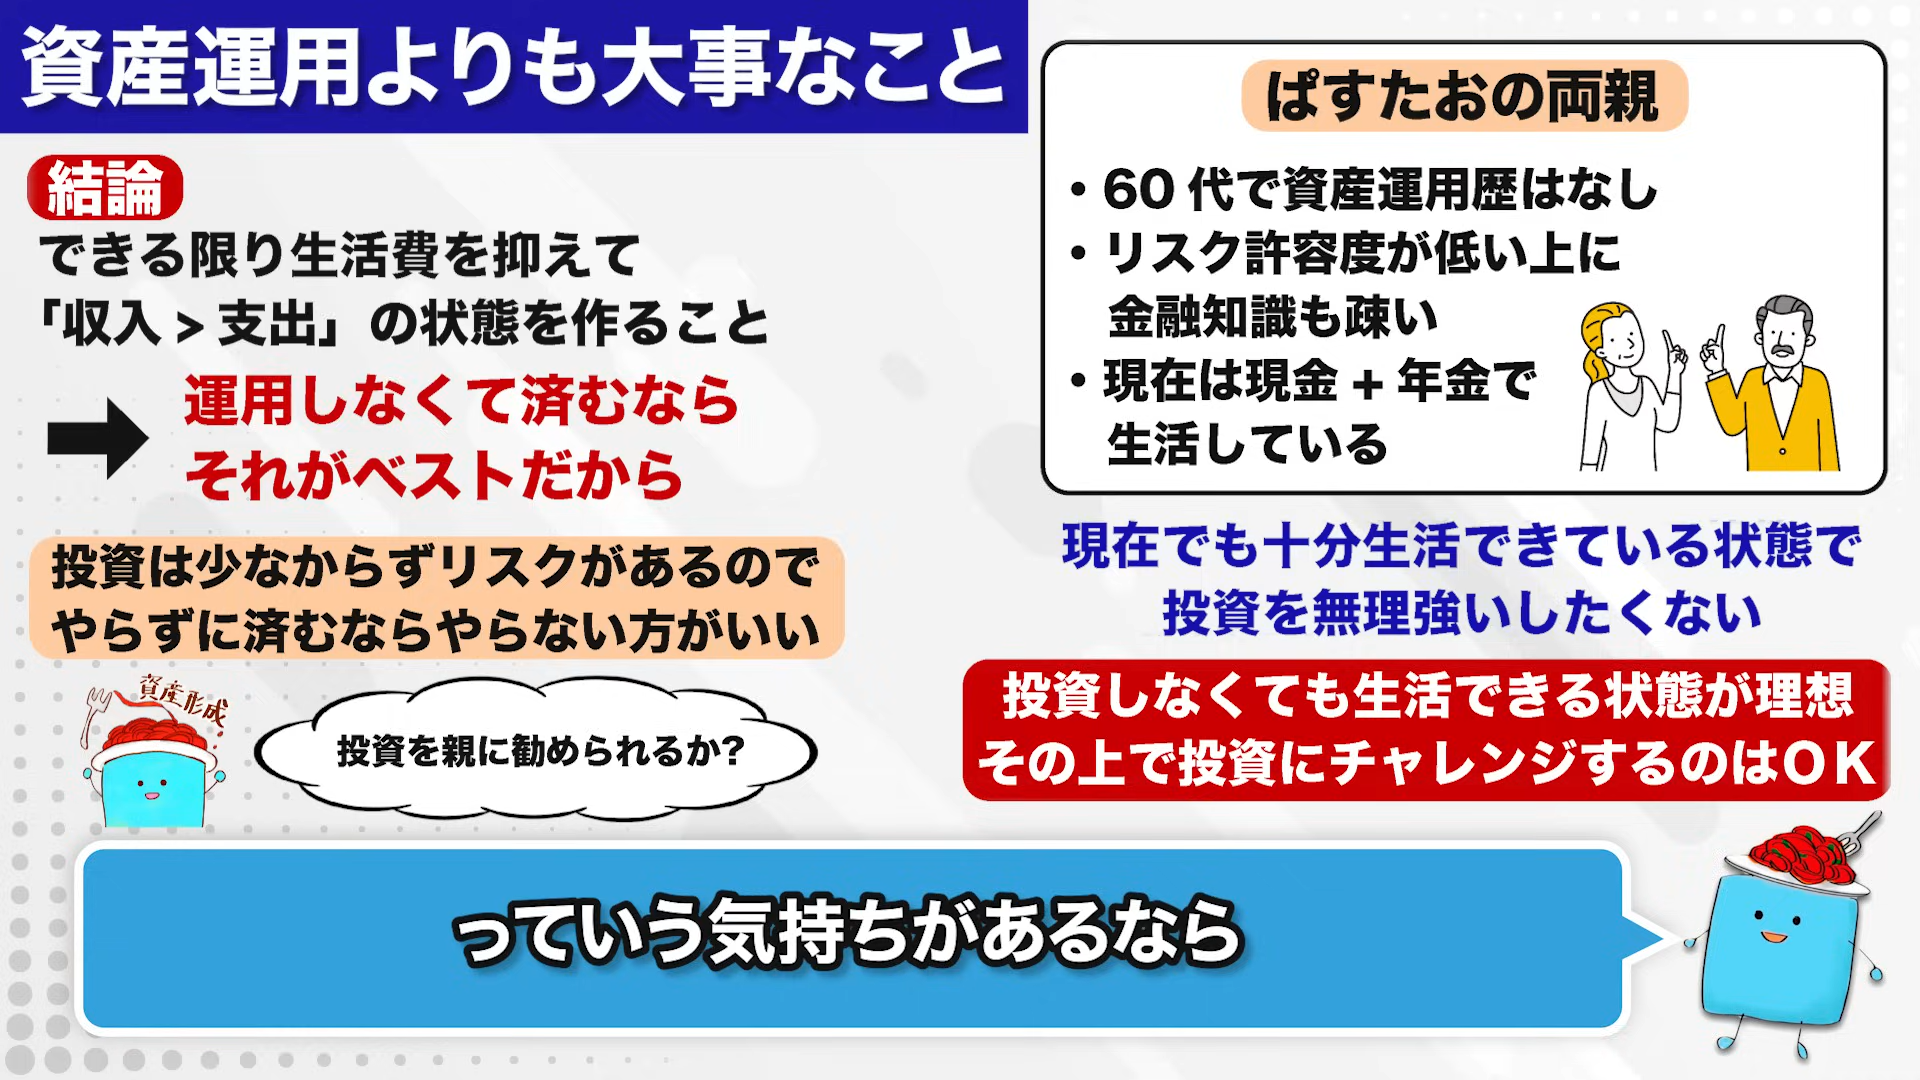 資産運用よりも大事なこと
結論
できる限り生活費を抑えて
「収入 > 支出」の状態を作ること
運用しなくて済むなら
それがベストだから
投資は少なからずリスクがあるので
やらずに済むならやらない方がいい
資産形成
投資を親に勧められるか?
ぱすたおの両親
・60 代で資産運用歴はなし
・リスク許容度が低い上に
金融知識も疎い
・現在は現金 + 年金で
生活している
現在でも十分生活できている状態で
投資を無理強いしたくない
投資しなくても生活できる状態が理想
その上で投資にチャレンジするのはOK
っていう気持ちがあるなら